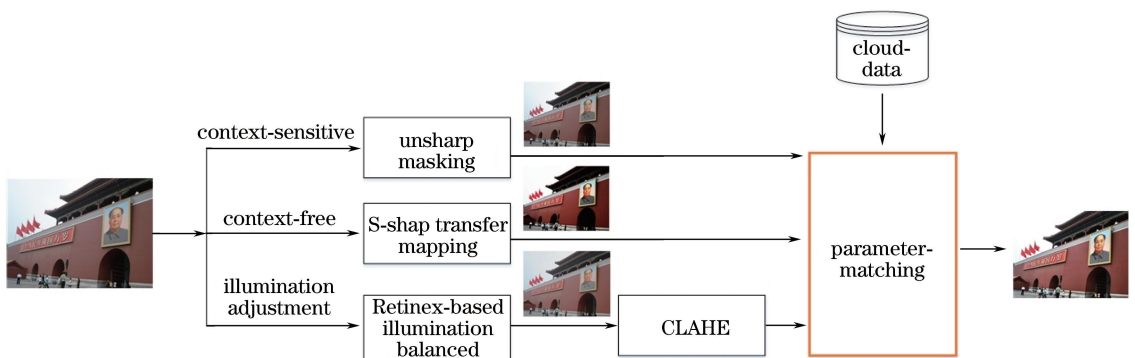 cloud-
data
context-sensitive
unsharp
masking
context-free
S-shap transfer
mapping
parameter-
matching
illumination
adjustment
Retinex-based
illumination
balanced
CLAHE